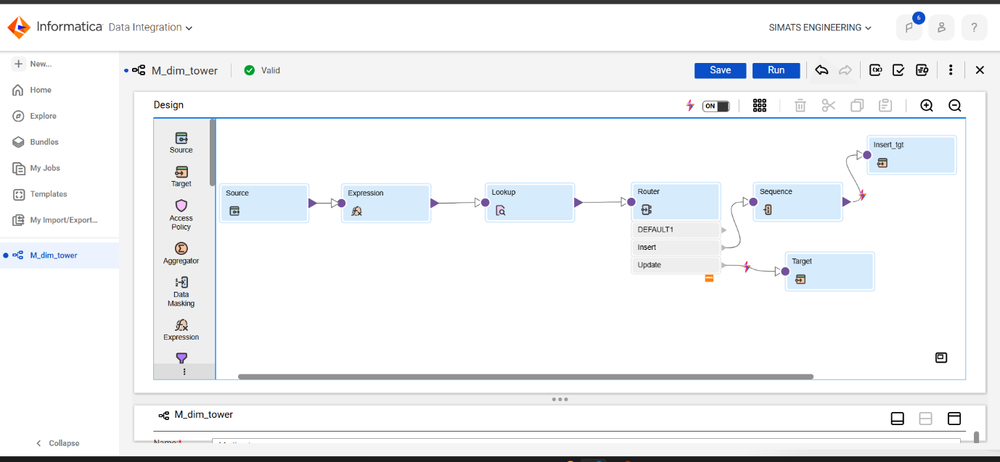 Informatica Data Integration
SIMATS ENGINEERING
6
?
New...
Home
Explore
Bundles
My Jobs
Templates
My Import/Export...
M_dim_tower
Collapse
M_dim_tower
Valid
Save
Run
Design
ON
Source
Target
Access
Policy
Aggregator
Data
Masking
Expression
Source
Expression
Lookup
Router
DEFAULT1
Insert
Update
Sequence
Insert_tgt
Target
M_dim_tower